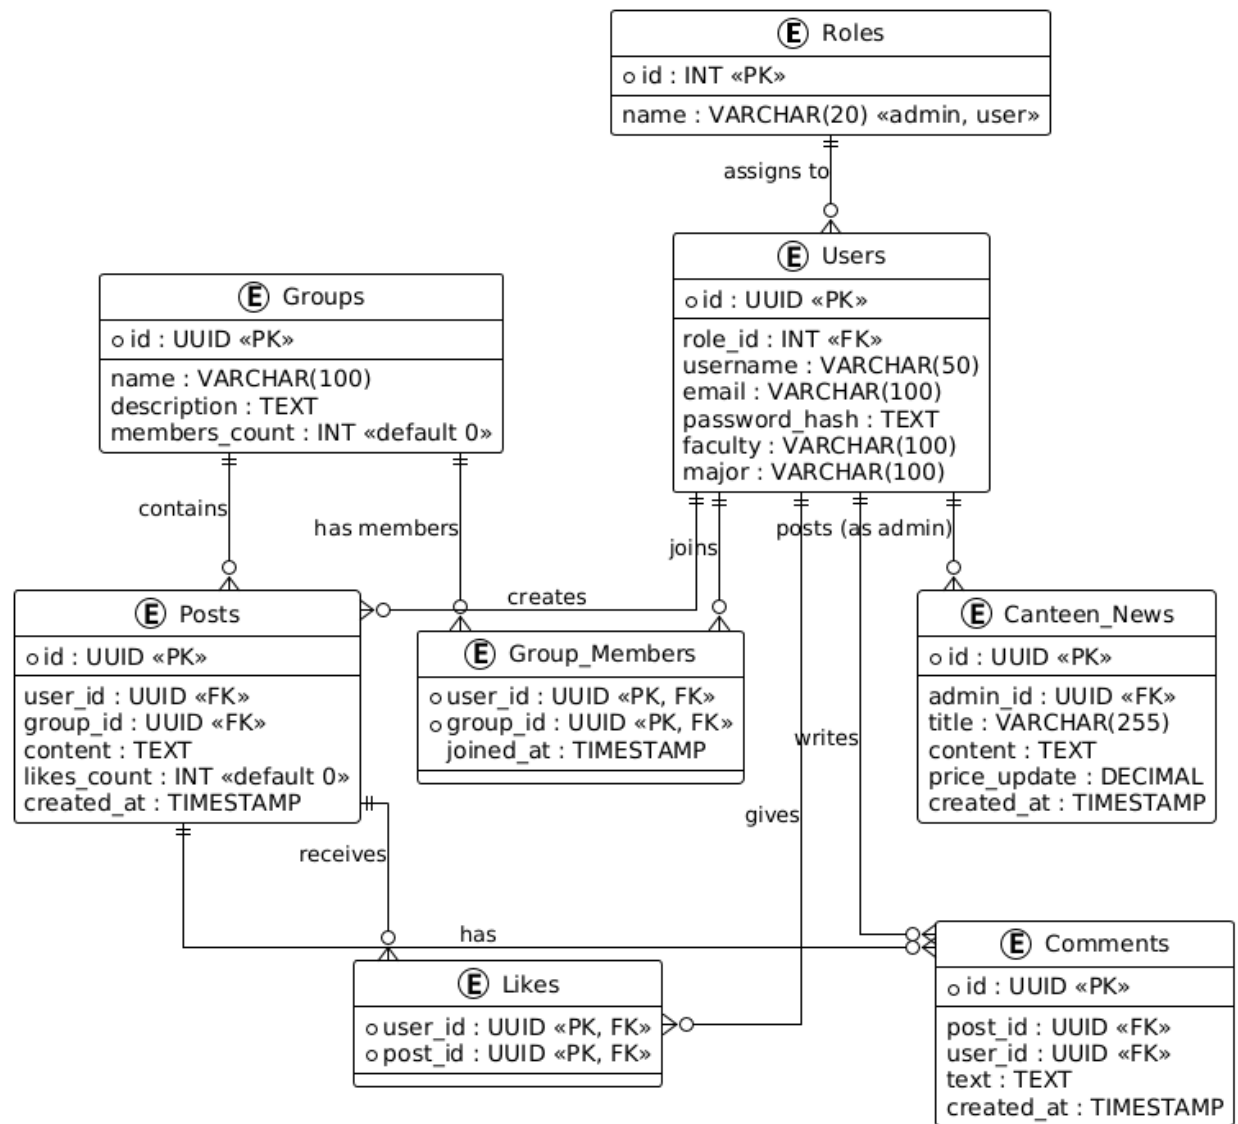 E Roles
id : INT «PK»
name : VARCHAR(20) «admin, user»
assigns to
E Users
id : UUID «PK»
role_id : INT «FK»
username : VARCHAR(50)
email : VARCHAR(100)
password_hash : TEXT
faculty : VARCHAR(100)
major : VARCHAR(100)
E Groups
id : UUID «PK»
name : VARCHAR(100)
description : TEXT
members_count : INT «default 0»
contains
has members
joins
posts (as admin)
creates
E Posts
id : UUID «PK»
user_id : UUID «FK»
group_id : UUID «FK»
content : TEXT
likes_count : INT «default 0»
created_at : TIMESTAMP
E Group_Members
user_id : UUID «PK, FK»
group_id : UUID «PK, FK»
joined_at : TIMESTAMP
E Canteen_News
id : UUID «PK»
admin_id : UUID «FK»
title : VARCHAR(255)
content : TEXT
price_update : DECIMAL
created_at : TIMESTAMP
writes
gives
receives
has
E Likes
user_id : UUID «PK, FK»
post_id : UUID «PK, FK»
E Comments
id : UUID «PK»
post_id : UUID «FK»
user_id : UUID «FK»
text : TEXT
created_at : TIMESTAMP